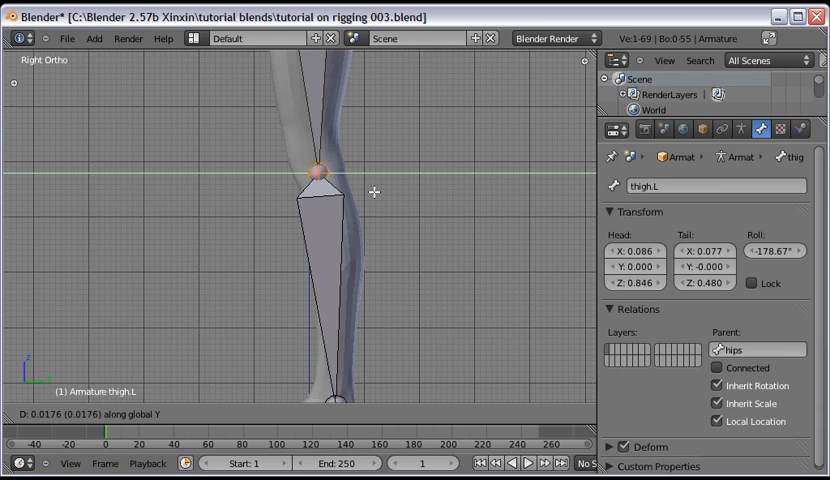 Blender* [C:\Blender 2.57b Xinxin\tutorial blends\tutorial on rigging 003.blend]
File Add Render Help Default Scene Blender Render Ve:1-69 | Bo:0-55 | Armature
Right Ortho
View Search All Scenes
Scene
RenderLayers |
World
Armat Armat thig
thigh.L
Transform
Head: Tail: Roll:
X: 0.086 X: 0.077 -178.67°
Y: 0.000 Y: -0.000
Z: 0.846 Z: 0.480 Lock
Relations
Layers: Parent:
hips
Connected
Inherit Rotation
Inherit Scale
Local Location
Deform
Custom Properties
z
(1) Armature thigh.L
D: 0.0176 (0.0176) along global Y
-40 -20 0 20 40 60 80 100 120 140 160 180 200 220 240 260
View Frame Playback Start: 1 End: 250 1 No S